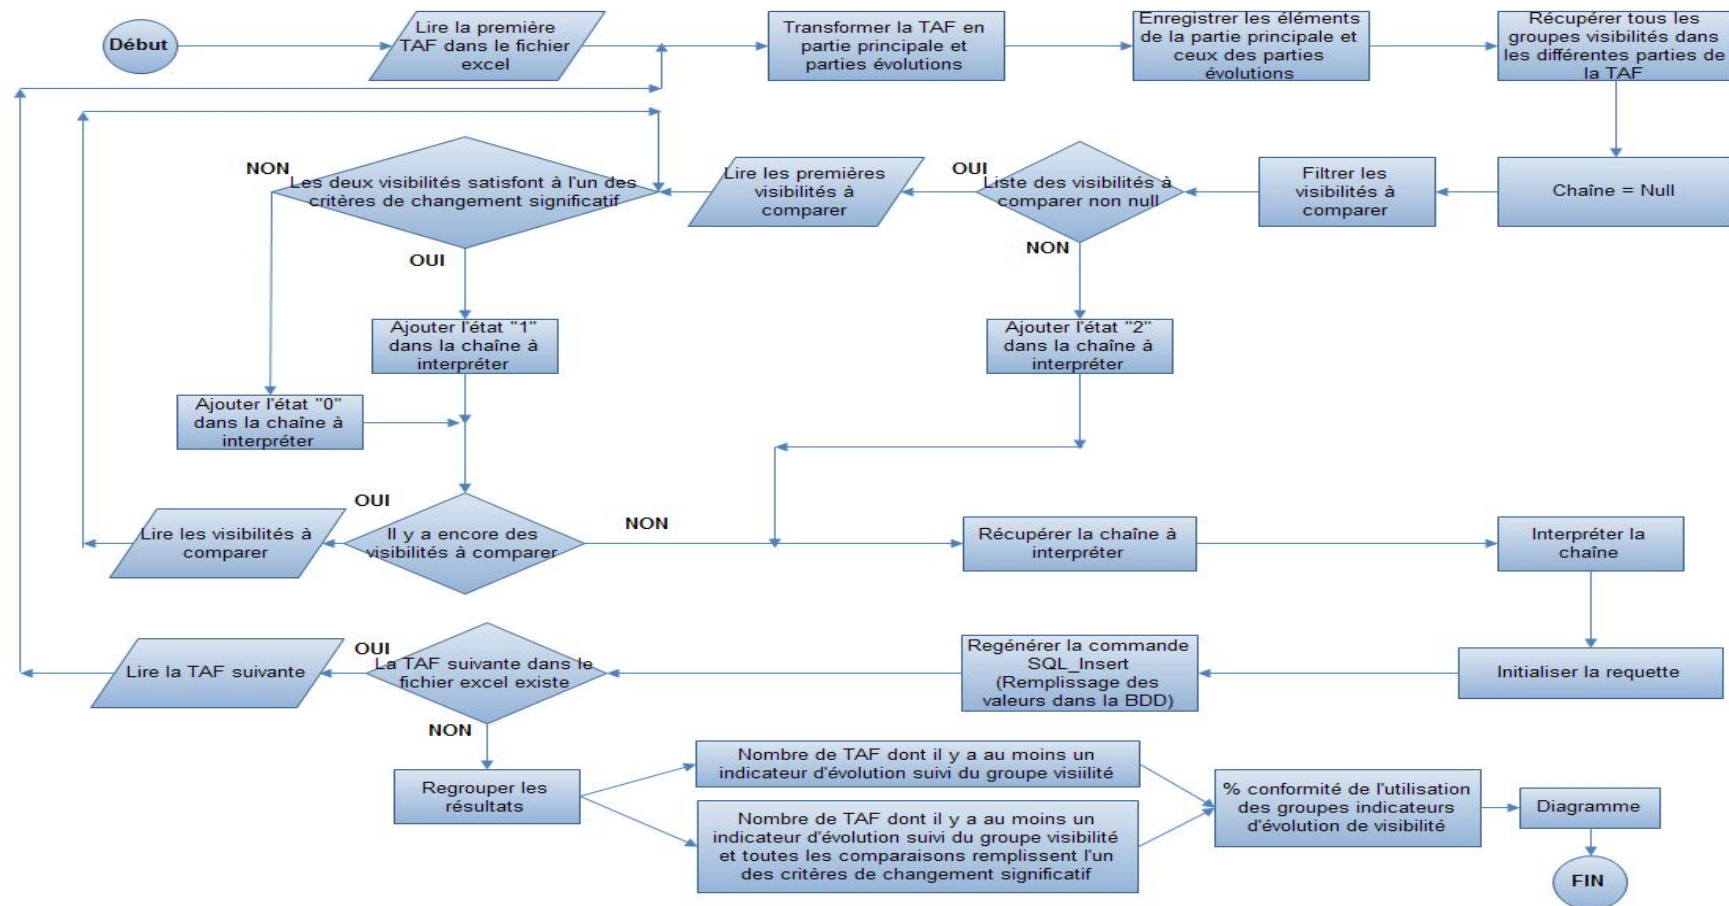 Début
Lire la première
TAF dans le fichier
excel
Transformer la TAF en
partie principale et
parties évolutions
Enregistrer les éléments
de la partie principale et
ceux des parties
évolutions
Récupérer tous les
groupes visibilités dans
les différentes parties de
la TAF
NON
Les deux visibilités satisfont à l'un des
critères de changement significatif
OUI
Lire les premières
visibilités à
comparer
OUI
Liste des visibilités à
comparer non null
NON
Filtrer les
visibilités à
comparer
Chaîne = Null
Ajouter l'état "1"
dans la chaîne à
interpréter
Ajouter l'état "2"
dans la chaîne à
interpréter
Ajouter l'état "0"
dans la chaîne à
interpréter
Lire les visibilités à
comparer
OUI
Il y a encore des
visibilités à comparer
NON
Récupérer la chaîne à
interpréter
Interpréter la
chaîne
Lire la TAF suivante
OUI
La TAF suivante dans le
fichier excel existe
NON
Regénérer la commande
SQL_Insert
(Remplissage des
valeurs dans la BDD)
Initialiser la requette
Regrouper les
résultats
Nombre de TAF dont il y a au moins un
indicateur d'évolution suivi du groupe visiilité
Nombre de TAF dont il y a au moins un
indicateur d'évolution suivi du groupe visibilité
et toutes les comparaisons remplissent l'un
des critères de changement significatif
% conformité de l'utilisation
des groupes indicateurs
d'évolution de visibilité
Diagramme
FIN